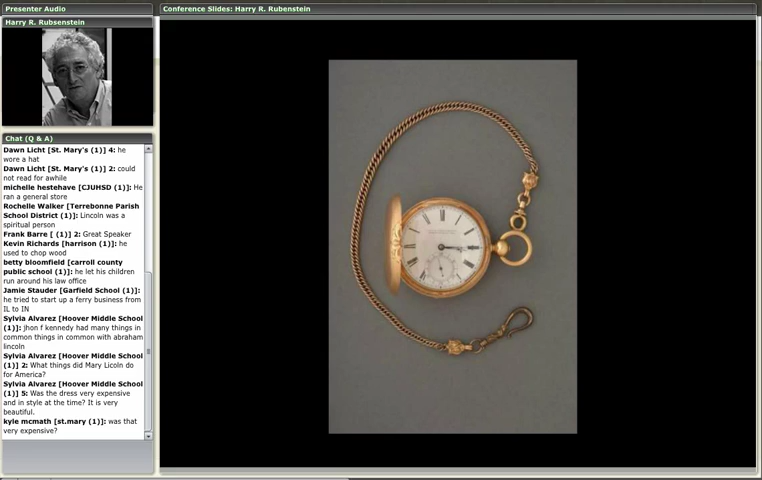 Presenter Audio
Harry R. Rubsenstein
Chat (Q & A)
Dawn Licht [St. Mary's (1)] 4: he
wore a hat
Dawn Licht [St. Mary's (1)] 2: could
not read for awhile
michelle hestehave [CJUHSD (1)]: He
ran a general store
Rochelle Walker [Terrebonne Parish
School District (1)]: Lincoln was a
spiritual person
Frank Barre [ (1)] 2: Great Speaker
Kevin Richards [harrison (1)]: he
used to chop wood
betty bloomfield [carroll county
public school (1)]: he let his children
run around his law office
Jamie Stauder [Garfield School (1)]:
he tried to start up a ferry business from
IL to IN
Sylvia Alvarez [Hoover Middle School
(1)]: jhon f kennedy had many things in
common things in common with abraham
lincoln
Sylvia Alvarez [Hoover Middle School
(1)] 2: What things did Mary Licoln do
for America?
Sylvia Alvarez [Hoover Middle School
(1)] 5: Was the dress very expensive
and in style at the time? It is very
beautiful.
kyle mcmath [st.mary (1)]: was that
very expensive?
Conference Slides: Harry R. Rubenstein